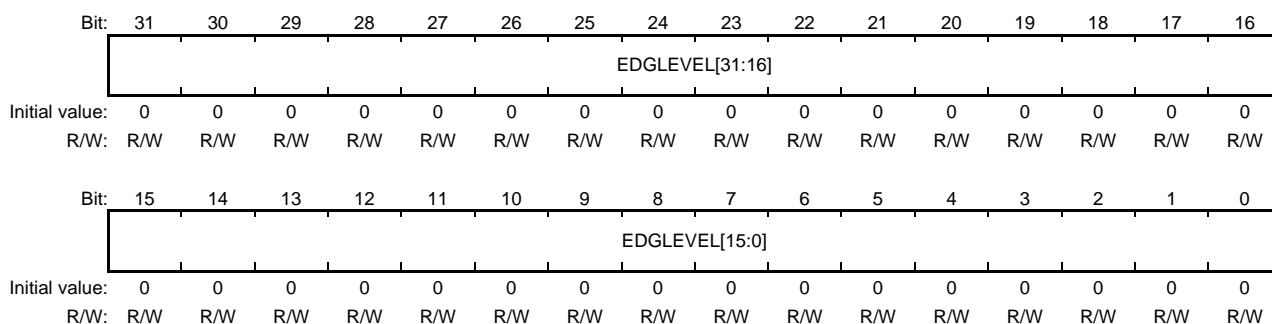 Bit: 31 30 29 28 27 26 25 24 23 22 21 20 19 18 17 16
EDGLEVEL[31:16]
Initial value: 0 0 0 0 0 0 0 0 0 0 0 0 0 0 0 0
R/W: R/W R/W R/W R/W R/W R/W R/W R/W R/W R/W R/W R/W R/W R/W R/W R/W
Bit: 15 14 13 12 11 10 9 8 7 6 5 4 3 2 1 0
EDGLEVEL[15:0]
Initial value: 0 0 0 0 0 0 0 0 0 0 0 0 0 0 0 0
R/W: R/W R/W R/W R/W R/W R/W R/W R/W R/W R/W R/W R/W R/W R/W R/W R/W